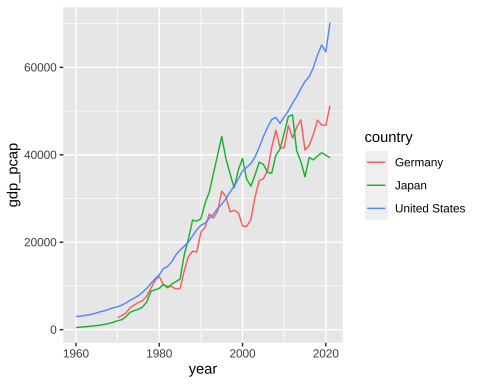 60000
40000
20000
0
gdp_pcap
1960
1980
2000
2020
year
country
Germany
Japan
United States